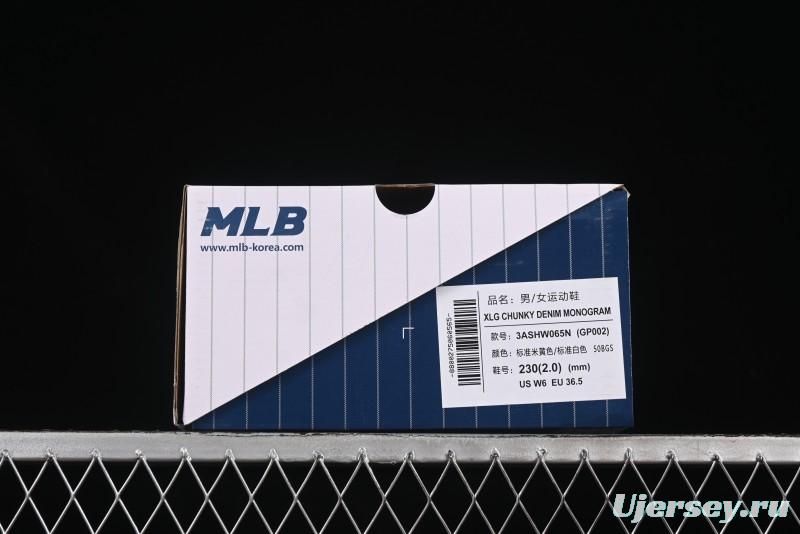 MLB
www.mlb-korea.com
品名：男/女运动鞋
XLG CHUNKY DENIM MONOGRAM
款号：3ASHW065N (GP002)
颜色：标准米黄色/标准白色 50BGS
鞋号：230(2.0) (mm)
US W6 EU 36.5
-8880275060565-
Ujersey.ru